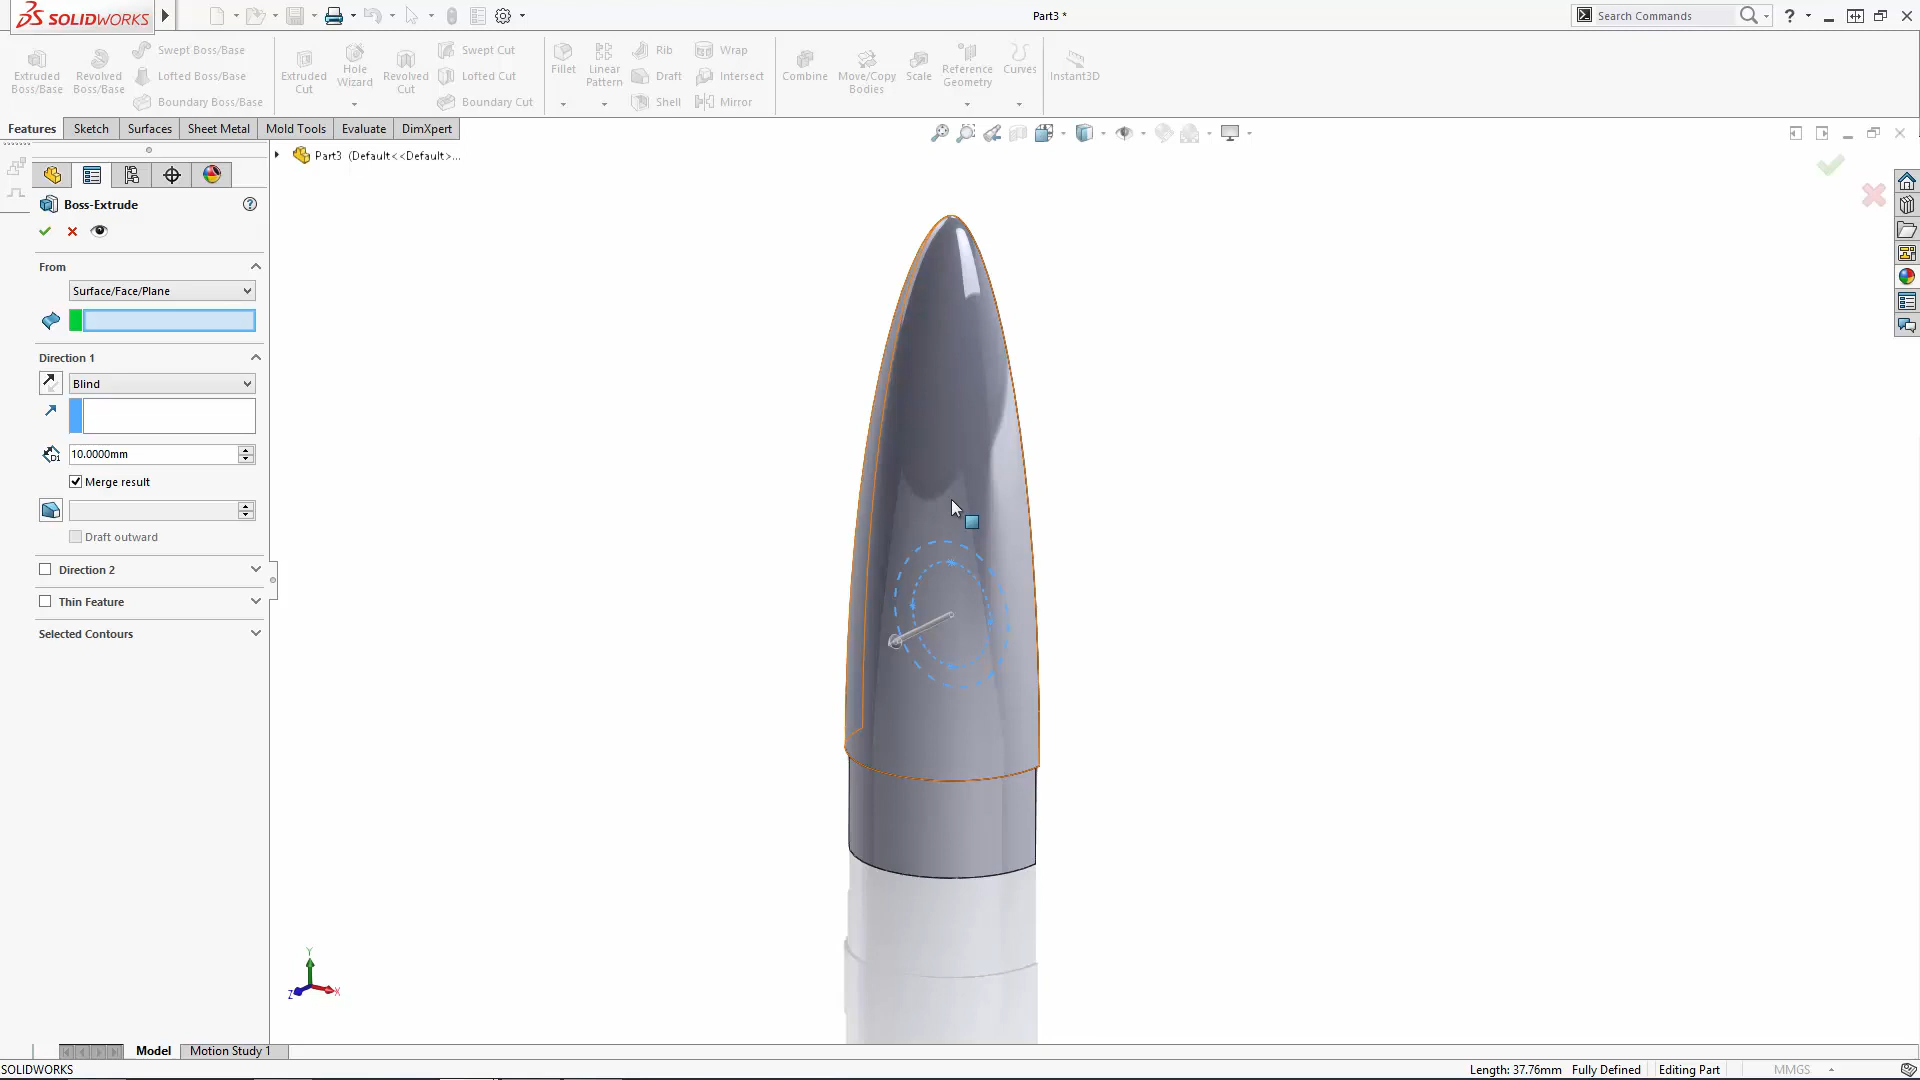 SOLIDWORKS
Part3 *
Search Commands
Extruded Boss/Base
Revolved Boss/Base
Swept Boss/Base
Lofted Boss/Base
Boundary Boss/Base
Extruded Cut
Hole Wizard
Revolved Cut
Swept Cut
Lofted Cut
Boundary Cut
Fillet
Linear Pattern
Rib
Draft
Shell
Wrap
Intersect
Mirror
Combine
Move/Copy Bodies
Scale
Reference Geometry
Curves
Instant3D
Features
Sketch
Surfaces
Sheet Metal
Mold Tools
Evaluate
DimXpert
Part3 (Default<<Default>...
Boss-Extrude
From
Surface/Face/Plane
Direction 1
Blind
D1
10.0000mm
Merge result
Draft outward
Direction 2
Thin Feature
Selected Contours
Y
Z
X
Model
Motion Study 1
SOLIDWORKS
Length: 37.76mm
Fully Defined
Editing Part
MMGS